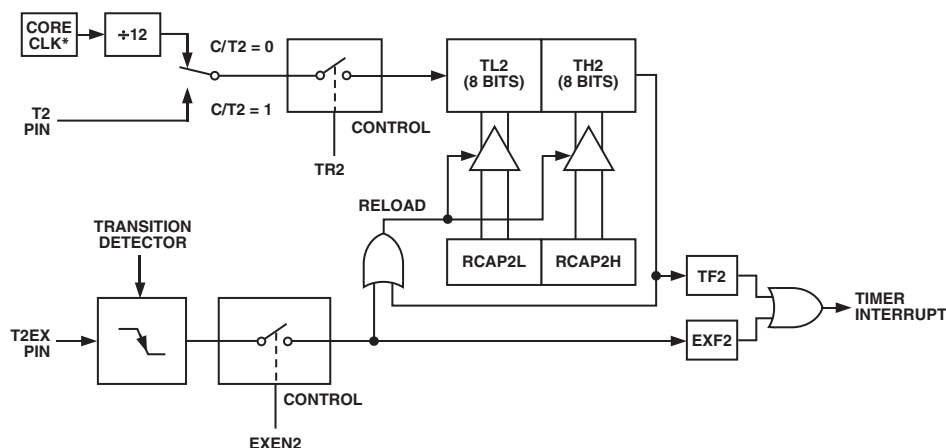 CORE
CLK*
÷12
C/T2 = 0
C/T2 = 1
T2
PIN
CONTROL
TR2
TL2
(8 BITS)
TH2
(8 BITS)
RELOAD
RCAP2L
RCAP2H
TRANSITION
DETECTOR
T2EX
PIN
CONTROL
EXEN2
TF2
EXF2
TIMER
INTERRUPT